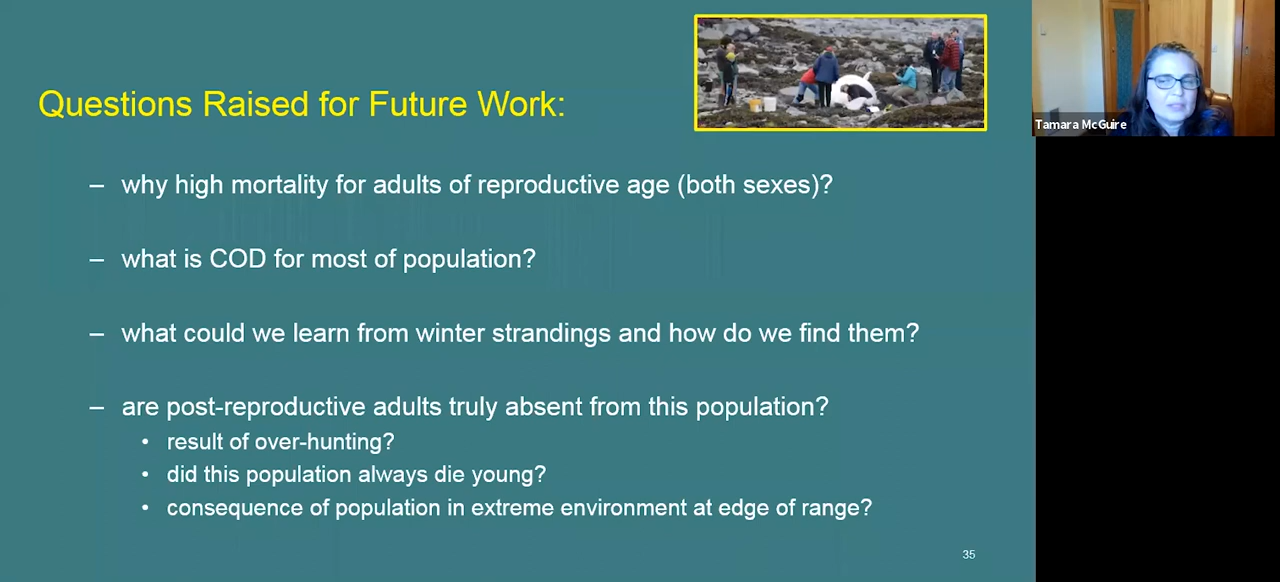 Questions Raised for Future Work:
Tamara McGuire
– why high mortality for adults of reproductive age (both sexes)?
– what is COD for most of population?
– what could we learn from winter strandings and how do we find them?
– are post-reproductive adults truly absent from this population?
• result of over-hunting?
• did this population always die young?
• consequence of population in extreme environment at edge of range?
35